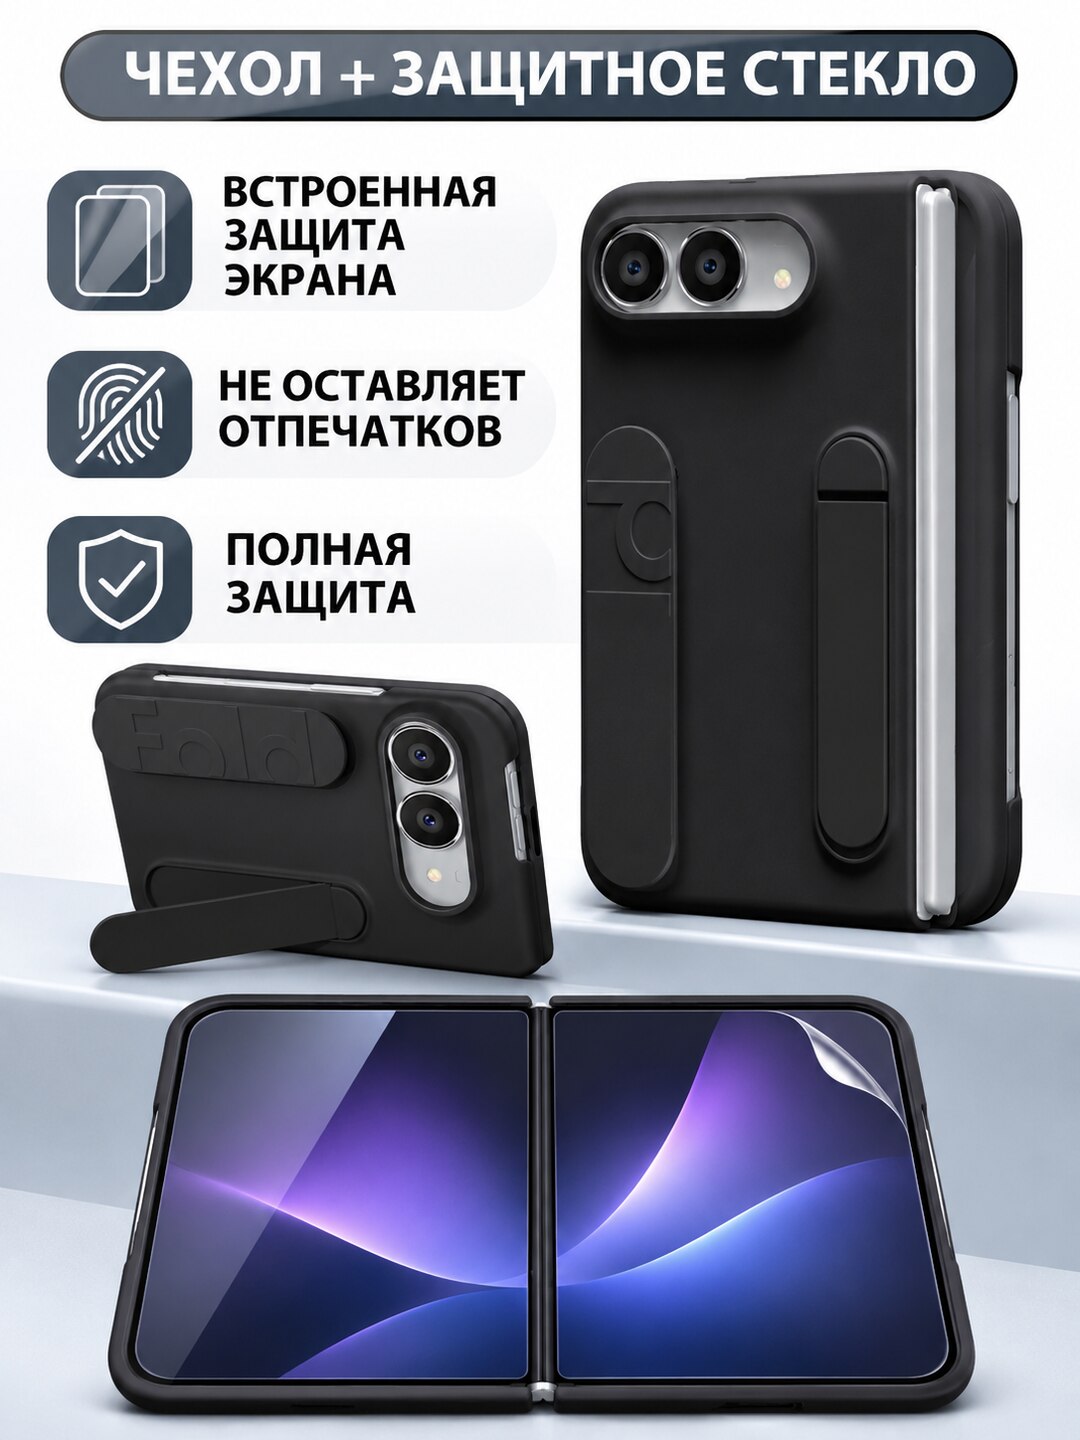 ЧЕХОЛ + ЗАЩИТНОЕ СТЕКЛО
ВСТРОЕННАЯ
ЗАЩИТА
ЭКРАНА
НЕ ОСТАВЛЯЕТ
ОТПЕЧАТКОВ
ПОЛНАЯ
ЗАЩИТА
Fold